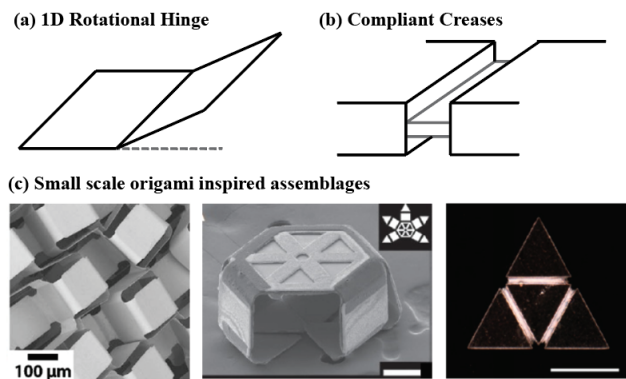 (a) 1D Rotational Hinge
(b) Compliant Creases
(c) Small scale origami inspired assemblages
100 μm